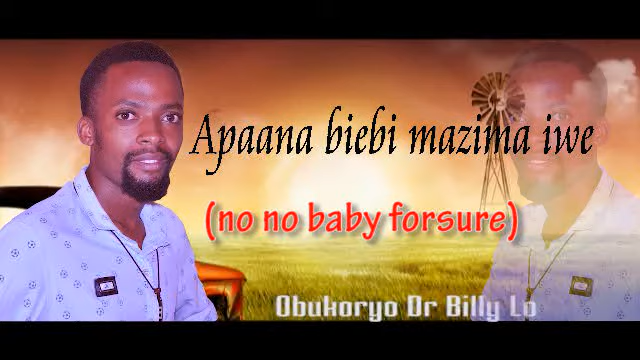 Apaana biebi mazima iwe
(no no baby forsure)
Obukoryo Dr Billy Lo